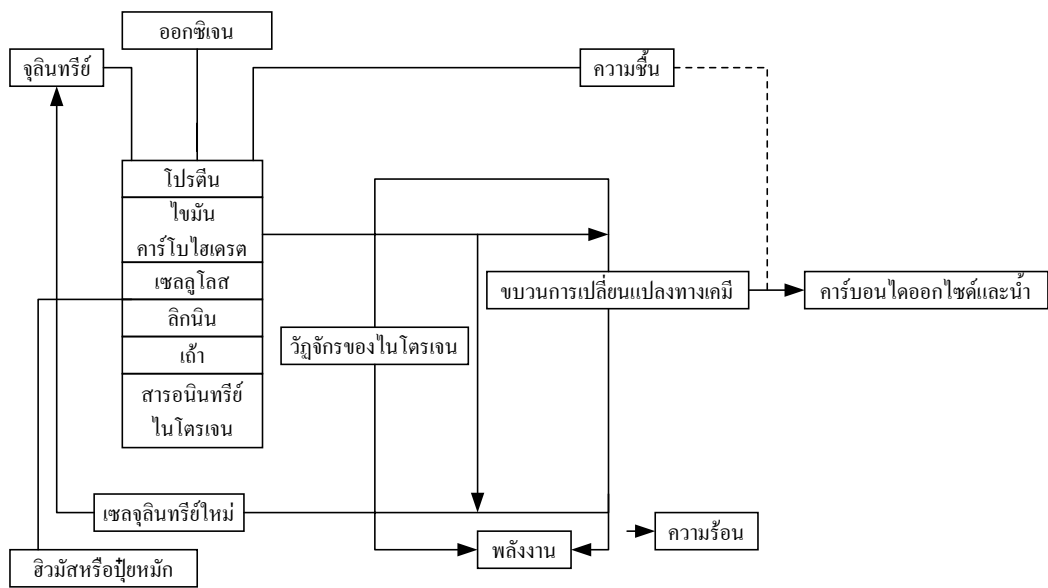 ออกซิเจน
จุลินทรีย์
ความชื้น
โปรตีน
ไขมัน
คาร์โบไฮเดรต
เซลลูโลส
ลิกนิน
เถ้า
สารอนินทรีย์
ไนโตรเจน
ขบวนการเปลี่ยนแปลงทางเคมี
คาร์บอนไดออกไซด์และน้ำ
วัฏจักรของไนโตรเจน
เซลจุลินทรีย์ใหม่
พลังงาน
ความร้อน
ฮิวมัสหรือปุ๋ยหมัก